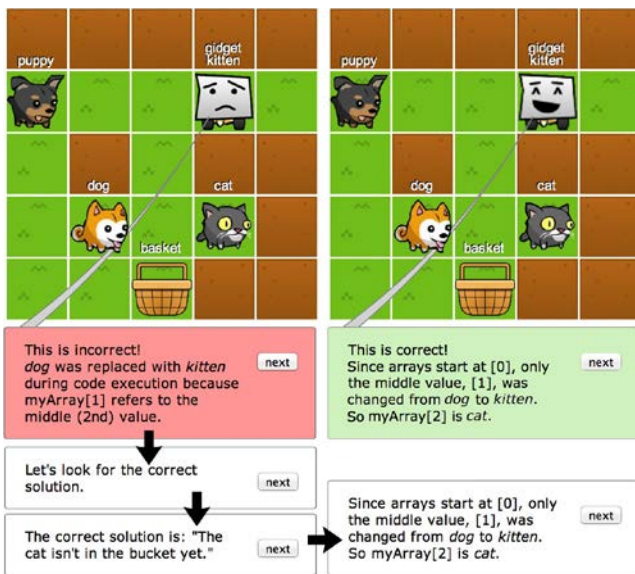 puppy
gidget
kitten
dog
cat
basket
puppy
gidget
kitten
dog
cat
basket
This is incorrect!
dog was replaced with kitten
during code execution because
myArray[1] refers to the
middle (2nd) value.
next
This is correct!
Since arrays start at [0], only
the middle value, [1], was
changed from dog to kitten.
So myArray[2] is cat.
next
Let's look for the correct
solution.
next
The correct solution is: "The
cat isn't in the bucket yet."
next
Since arrays start at [0], only
the middle value, [1], was
changed from dog to kitten.
So myArray[2] is cat.
next